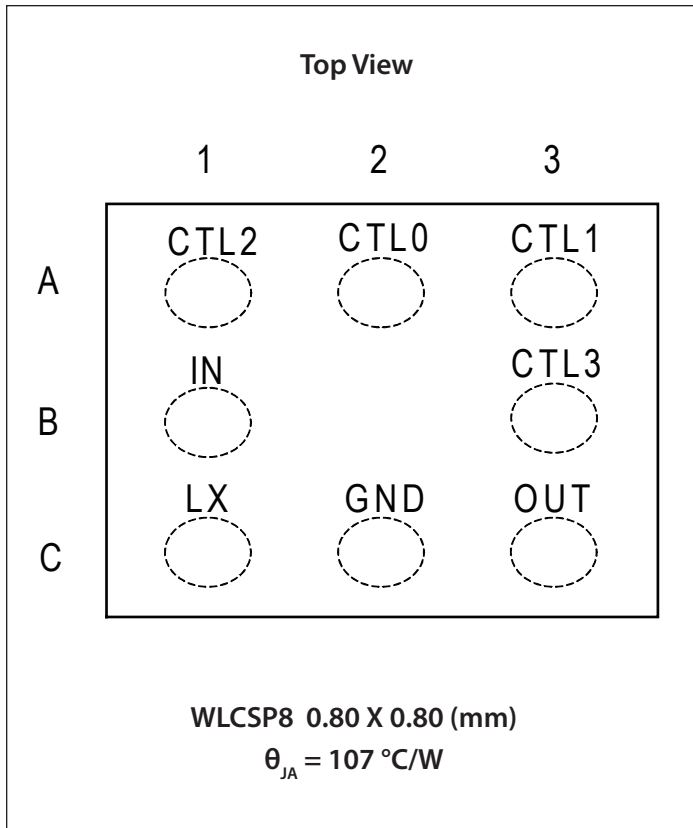 Top View
1 2 3
A CTL2 CTL0 CTL1
B IN CTL3
C LX GND OUT
WLCSP8 0.80 X 0.80 (mm)
θJA = 107 °C/W